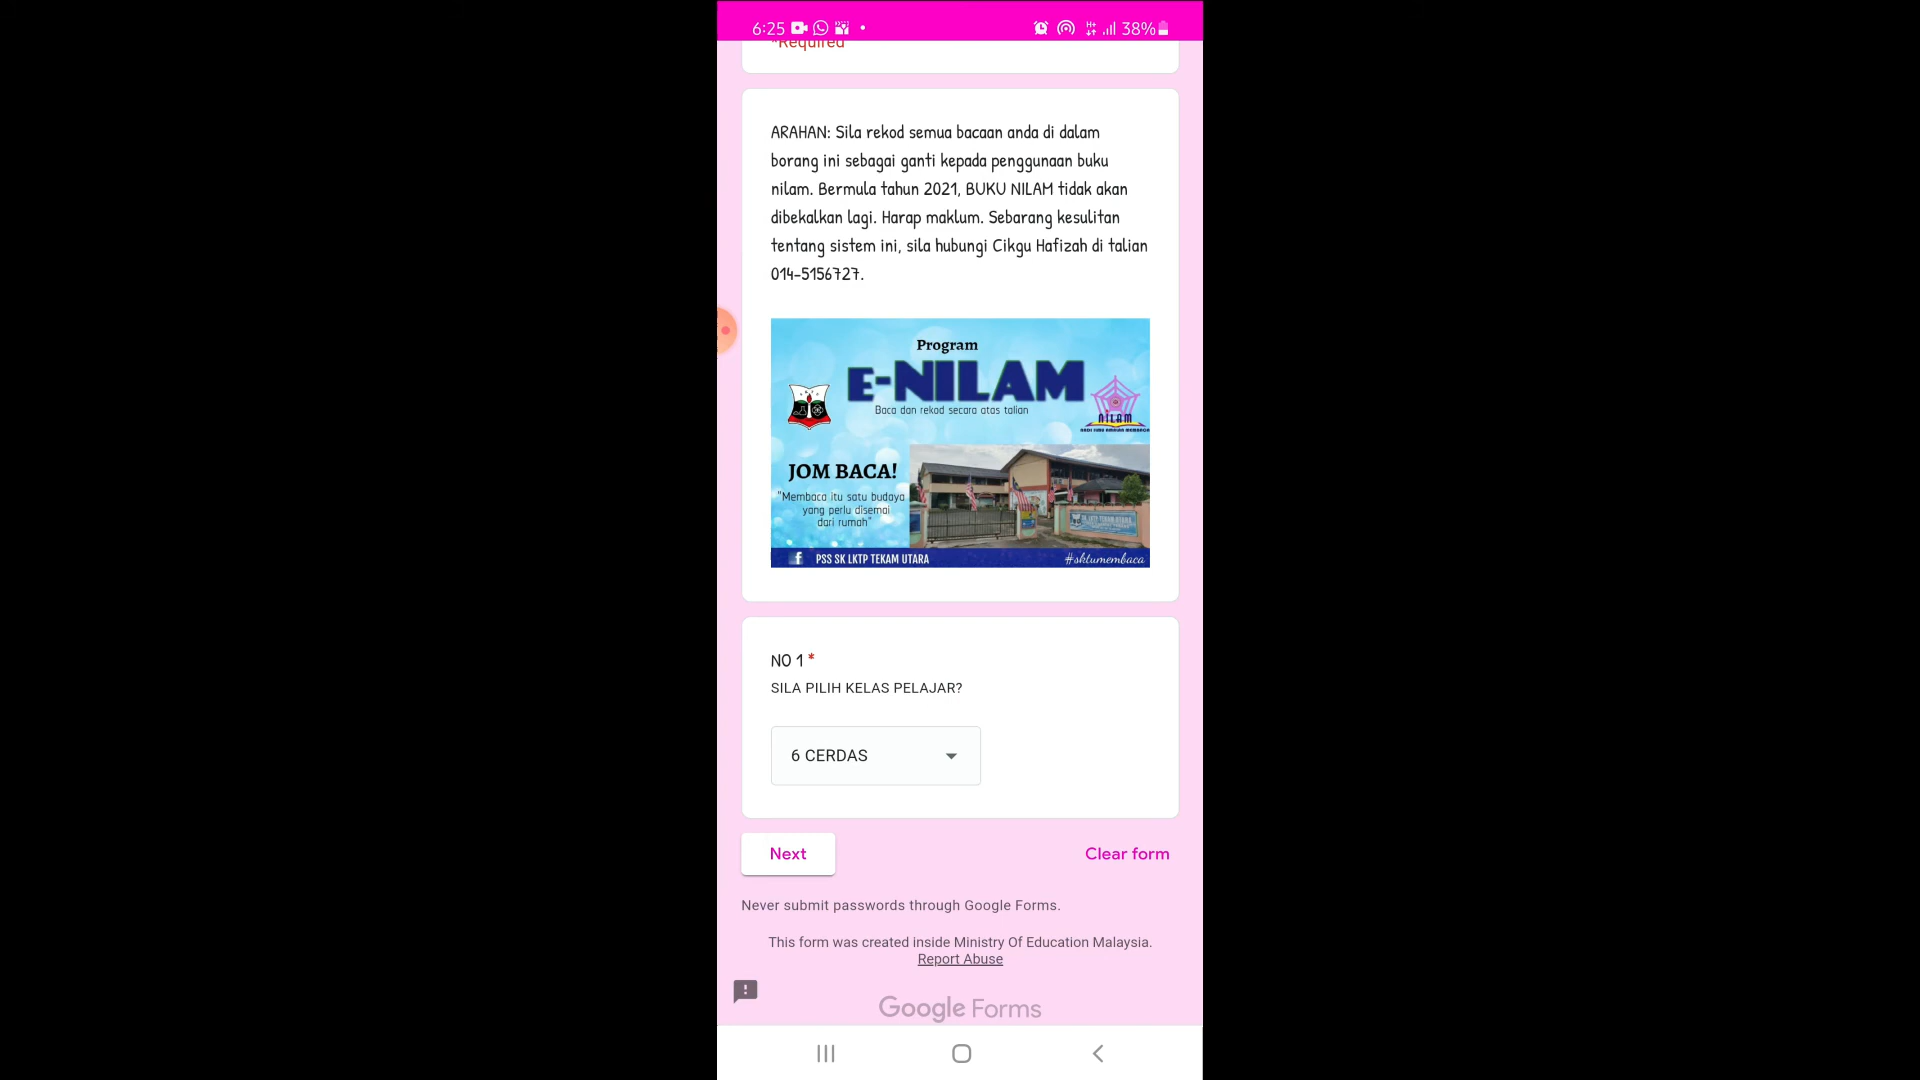 6:25
38%
*Required
ARAHAN: Sila rekod semua bacaan anda di dalam
borang ini sebagai ganti kepada penggunaan buku
nilam. Bermula tahun 2021, BUKU NILAM tidak akan
dibekalkan lagi. Harap maklum. Sebarang kesulitan
tentang sistem ini, sila hubungi Cikgu Hafizah di talian
014-5156727.
Program
E-NILAM
Baca dan rekod secara atas talian
NILAM
JOM BACA!
"Membaca itu satu budaya
yang perlu disemai
dari rumah"
SK LKTP TEKAM UTARA
PSS SK LKTP TEKAM UTARA
#sktumembaca
NO 1 *
SILA PILIH KELAS PELAJAR?
6 CERDAS
Next
Clear form
Never submit passwords through Google Forms.
This form was created inside Ministry Of Education Malaysia.
Report Abuse
Google Forms